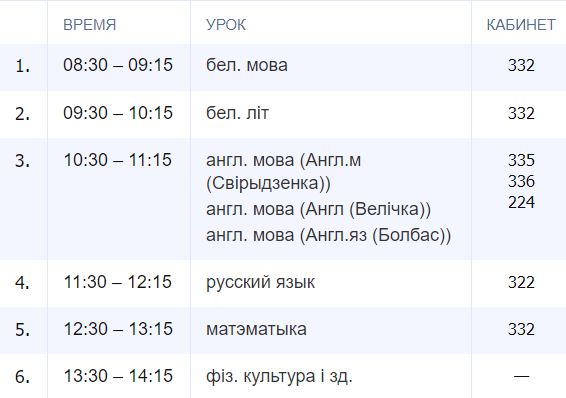 ВРЕМЯ УРОК КАБИНЕТ
1. 08:30 – 09:15 бел. мова 332
2. 09:30 – 10:15 бел. літ 332
3. 10:30 – 11:15 англ. мова (Англ.м 335
(Свірыдзенка)) 336
англ. мова (Англ (Велічка)) 224
англ. мова (Англ.яз (Болбас))
4. 11:30 – 12:15 русский язык 322
5. 12:30 – 13:15 матэматыка 332
6. 13:30 – 14:15 фіз. культура і зд. —